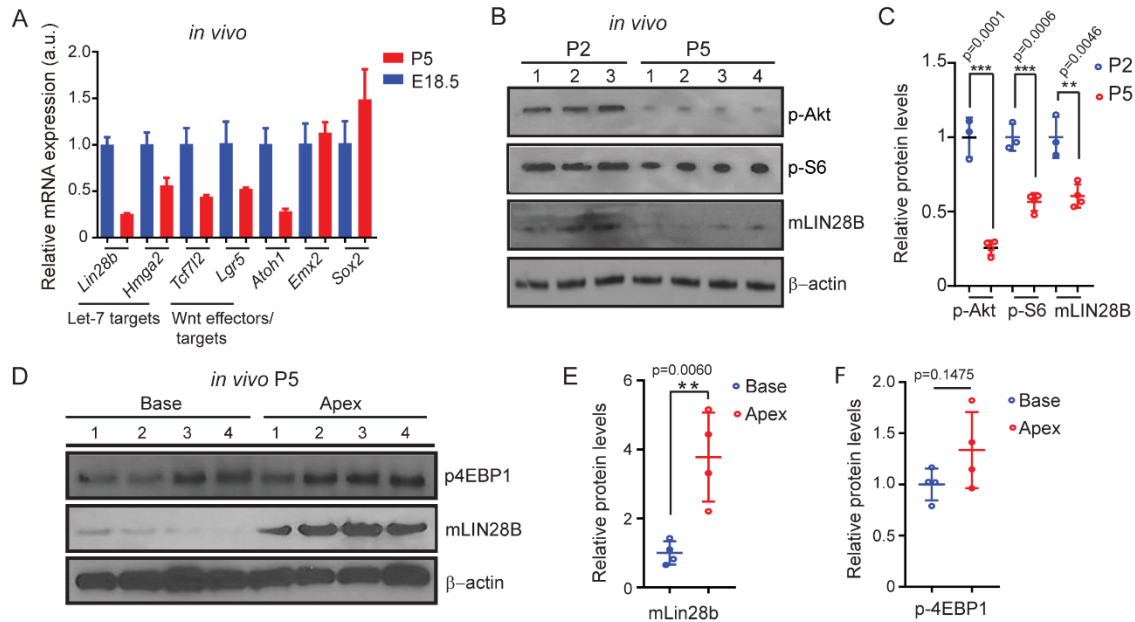 A
in vivo
Relative mRNA expression (a.u.)
2.0
1.5
1.0
0.5
0.0
P5
E18.5
Lin28b
Hmga2
Tcf7l2
Lgr5
Atoh1
Emx2
Sox2
Let-7 targets
Wnt effectors/
targets
B
in vivo
P2 P5
1 2 3 1 2 3 4
p-Akt
p-S6
mLIN28B
β–actin
C
p=0.0001
p=0.0006
p=0.0046
*** *** **
P2
P5
Relative protein levels
1
0.5
0
p-Akt p-S6 mLIN28B
D
in vivo P5
Base Apex
1 2 3 4 1 2 3 4
p4EBP1
mLIN28B
β–actin
E
p=0.0060
**
Base
Apex
Relative protein levels
6
4
2
0
mLin28b
F
p=0.1475
Base
Apex
Relative protein levels
2.0
1.5
1.0
0.5
0.0
p-4EBP1